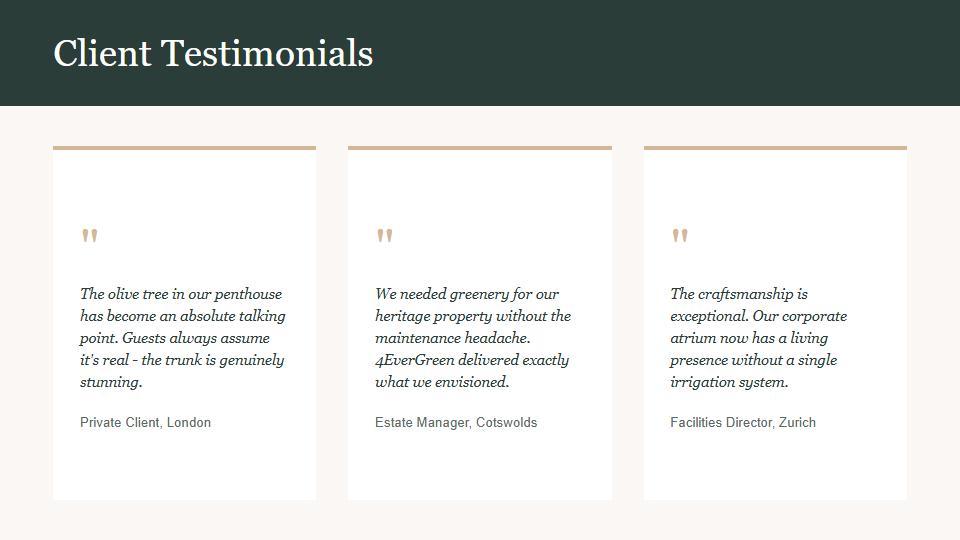 Client Testimonials
"
The olive tree in our penthouse
has become an absolute talking
point. Guests always assume
it's real - the trunk is genuinely
stunning.
Private Client, London
"
We needed greenery for our
heritage property without the
maintenance headache.
4EverGreen delivered exactly
what we envisioned.
Estate Manager, Cotswolds
"
The craftsmanship is
exceptional. Our corporate
atrium now has a living
presence without a single
irrigation system.
Facilities Director, Zurich